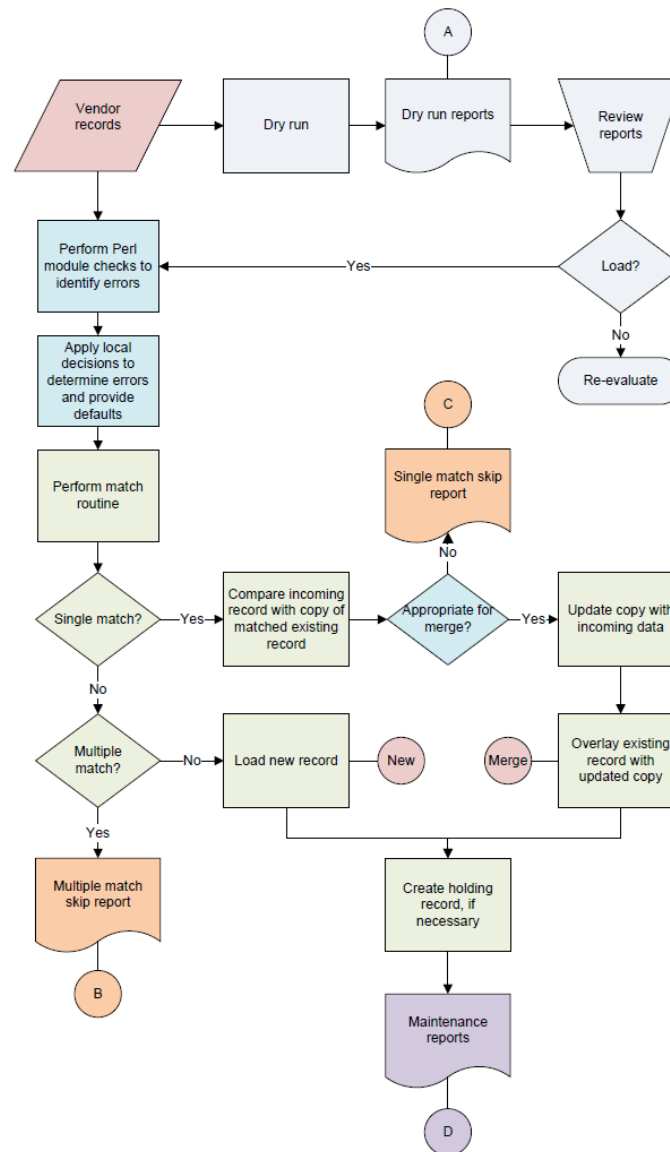 A
Vendor
records
Dry run
Dry run reports
Review
reports
Perform Perl
module checks to
identify errors
Yes
Load?
No
Re-evaluate
Apply local
decisions to
determine errors
and provide
defaults
C
Single match skip
report
Perform match
routine
No
Single match?
Yes
Compare incoming
record with copy of
matched existing
record
Appropriate for
merge?
Yes
Update copy with
incoming data
No
Multiple
match?
No
Load new record
New
Merge
Overlay existing
record with
updated copy
Yes
Multiple match
skip report
Create holding
record, if
necessary
B
Maintenance
reports
D